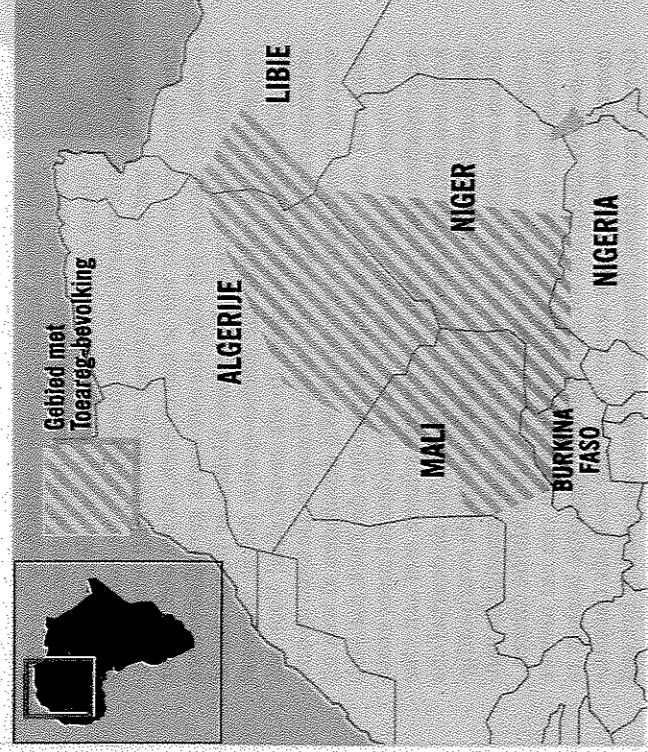 Gebied met
Toeareg-bevolking
LIBIE
ALGERIJE
NIGER
MALI
NIGERIA
BURKINA
FASO